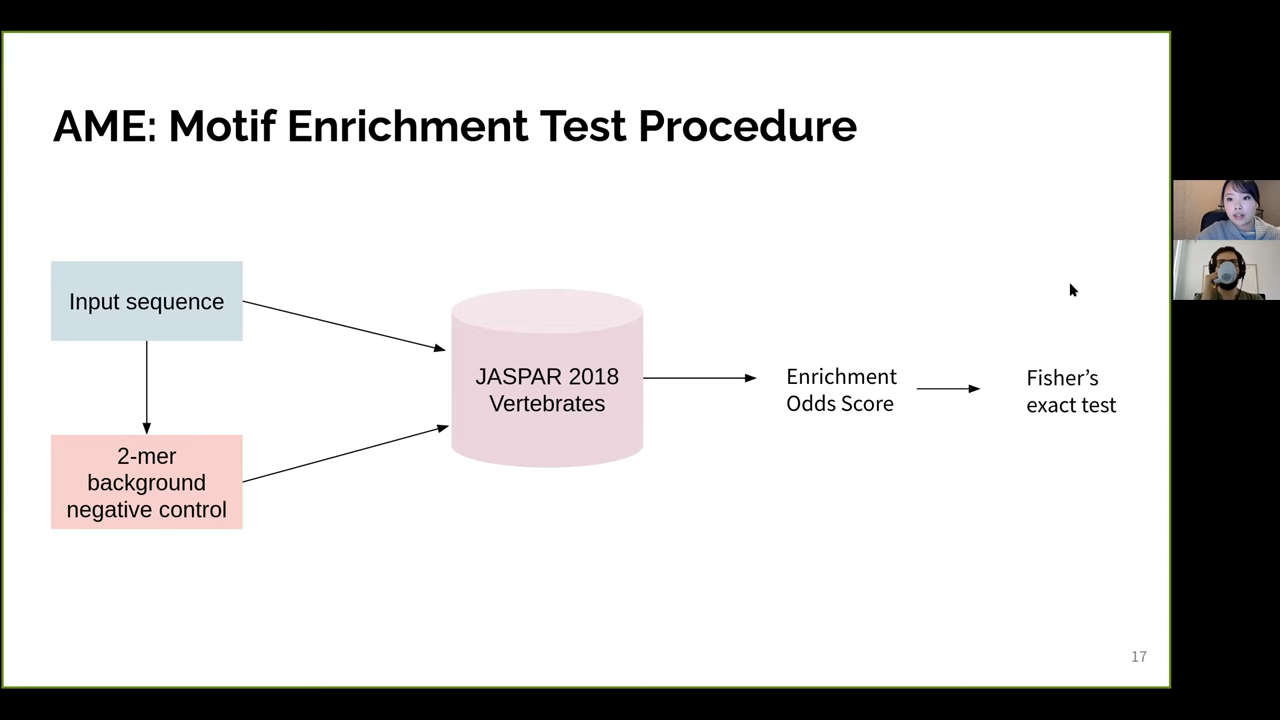 AME: Motif Enrichment Test Procedure
Input sequence
2-mer
background
negative control
JASPAR 2018
Vertebrates
Enrichment
Odds Score
Fisher’s
exact test
17